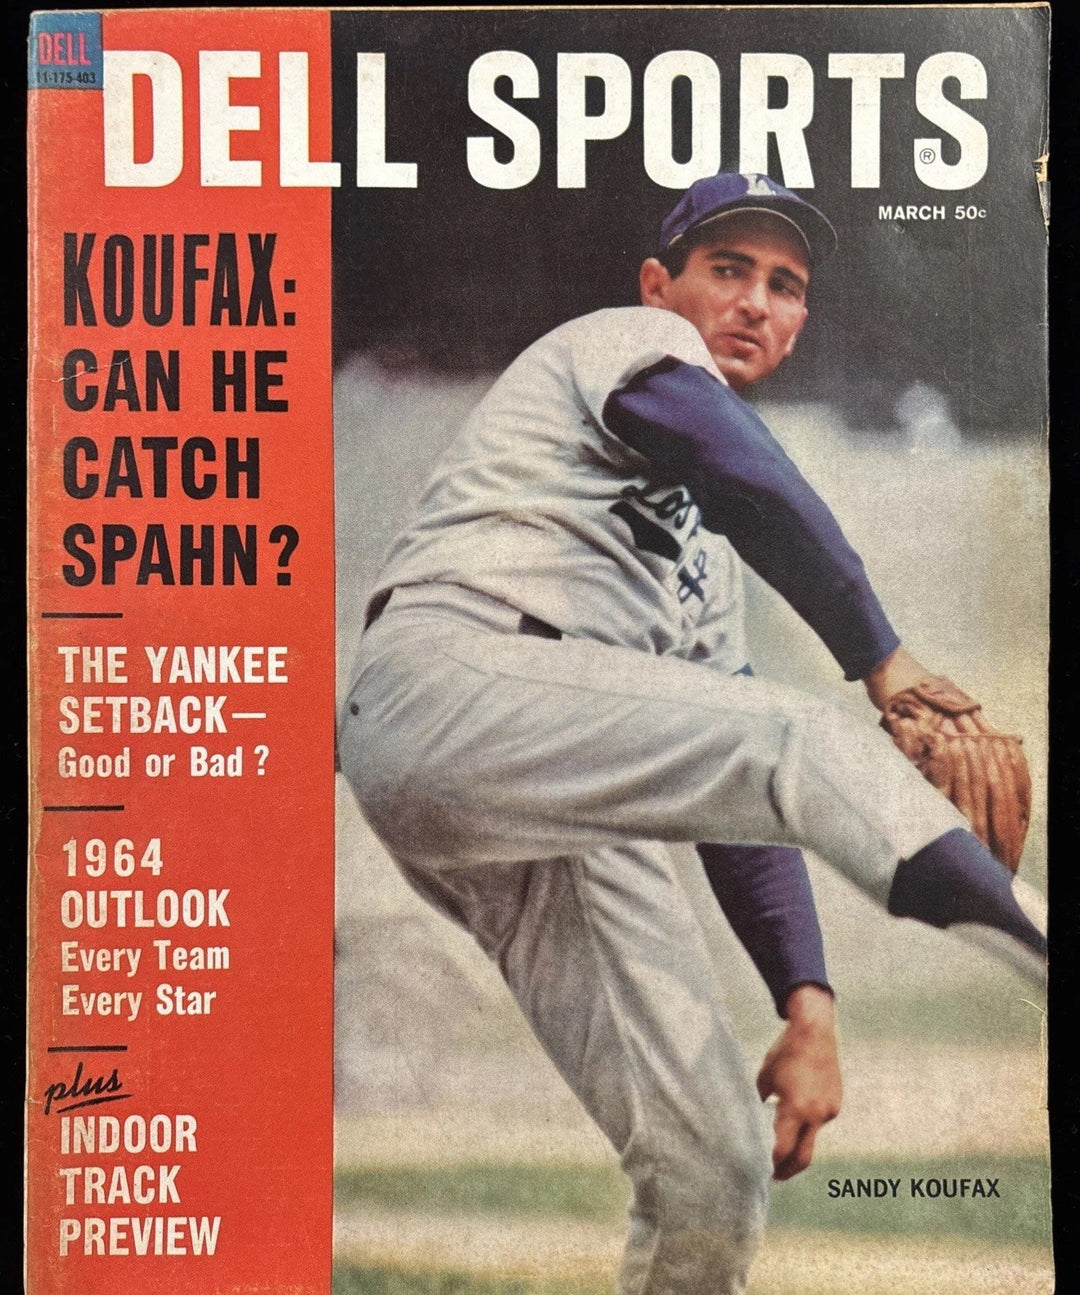 DELL
11-175-403
DELL SPORTS
®
MARCH 50c
KOUFAX:
CAN HE
CATCH
SPAHN?
THE YANKEE
SETBACK—
Good or Bad?
1964
OUTLOOK
Every Team
Every Star
plus
INDOOR
TRACK
PREVIEW
SANDY KOUFAX